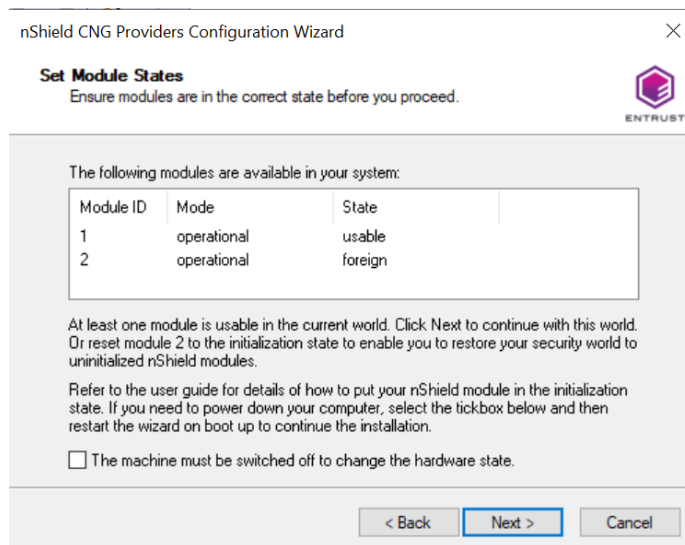 nShield CNG Providers Configuration Wizard
Set Module States
Ensure modules are in the correct state before you proceed.
ENTRUST
The following modules are available in your system:
Module ID Mode State
1 operational usable
2 operational foreign
At least one module is usable in the current world. Click Next to continue with this world.
Or reset module 2 to the initialization state to enable you to restore your security world to
uninitialized nShield modules.
Refer to the user guide for details of how to put your nShield module in the initialization
state. If you need to power down your computer, select the tickbox below and then
restart the wizard on boot up to continue the installation.
The machine must be switched off to change the hardware state.
< Back Next > Cancel